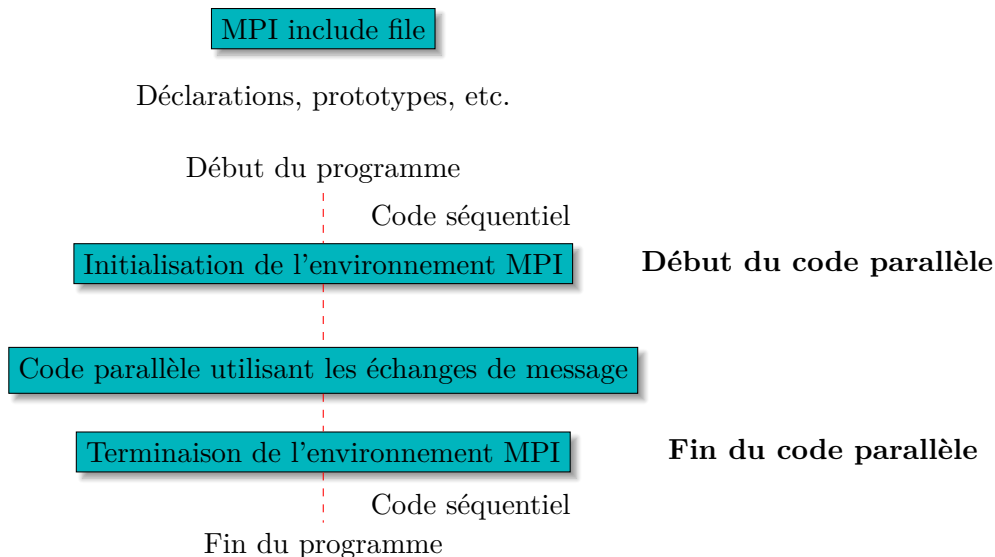 MPI include file
Déclarations, prototypes, etc.
Début du programme
Code séquentiel
Initialisation de l'environnement MPI
Début du code parallèle
Code parallèle utilisant les échanges de message
Terminaison de l'environnement MPI
Fin du code parallèle
Code séquentiel
Fin du programme